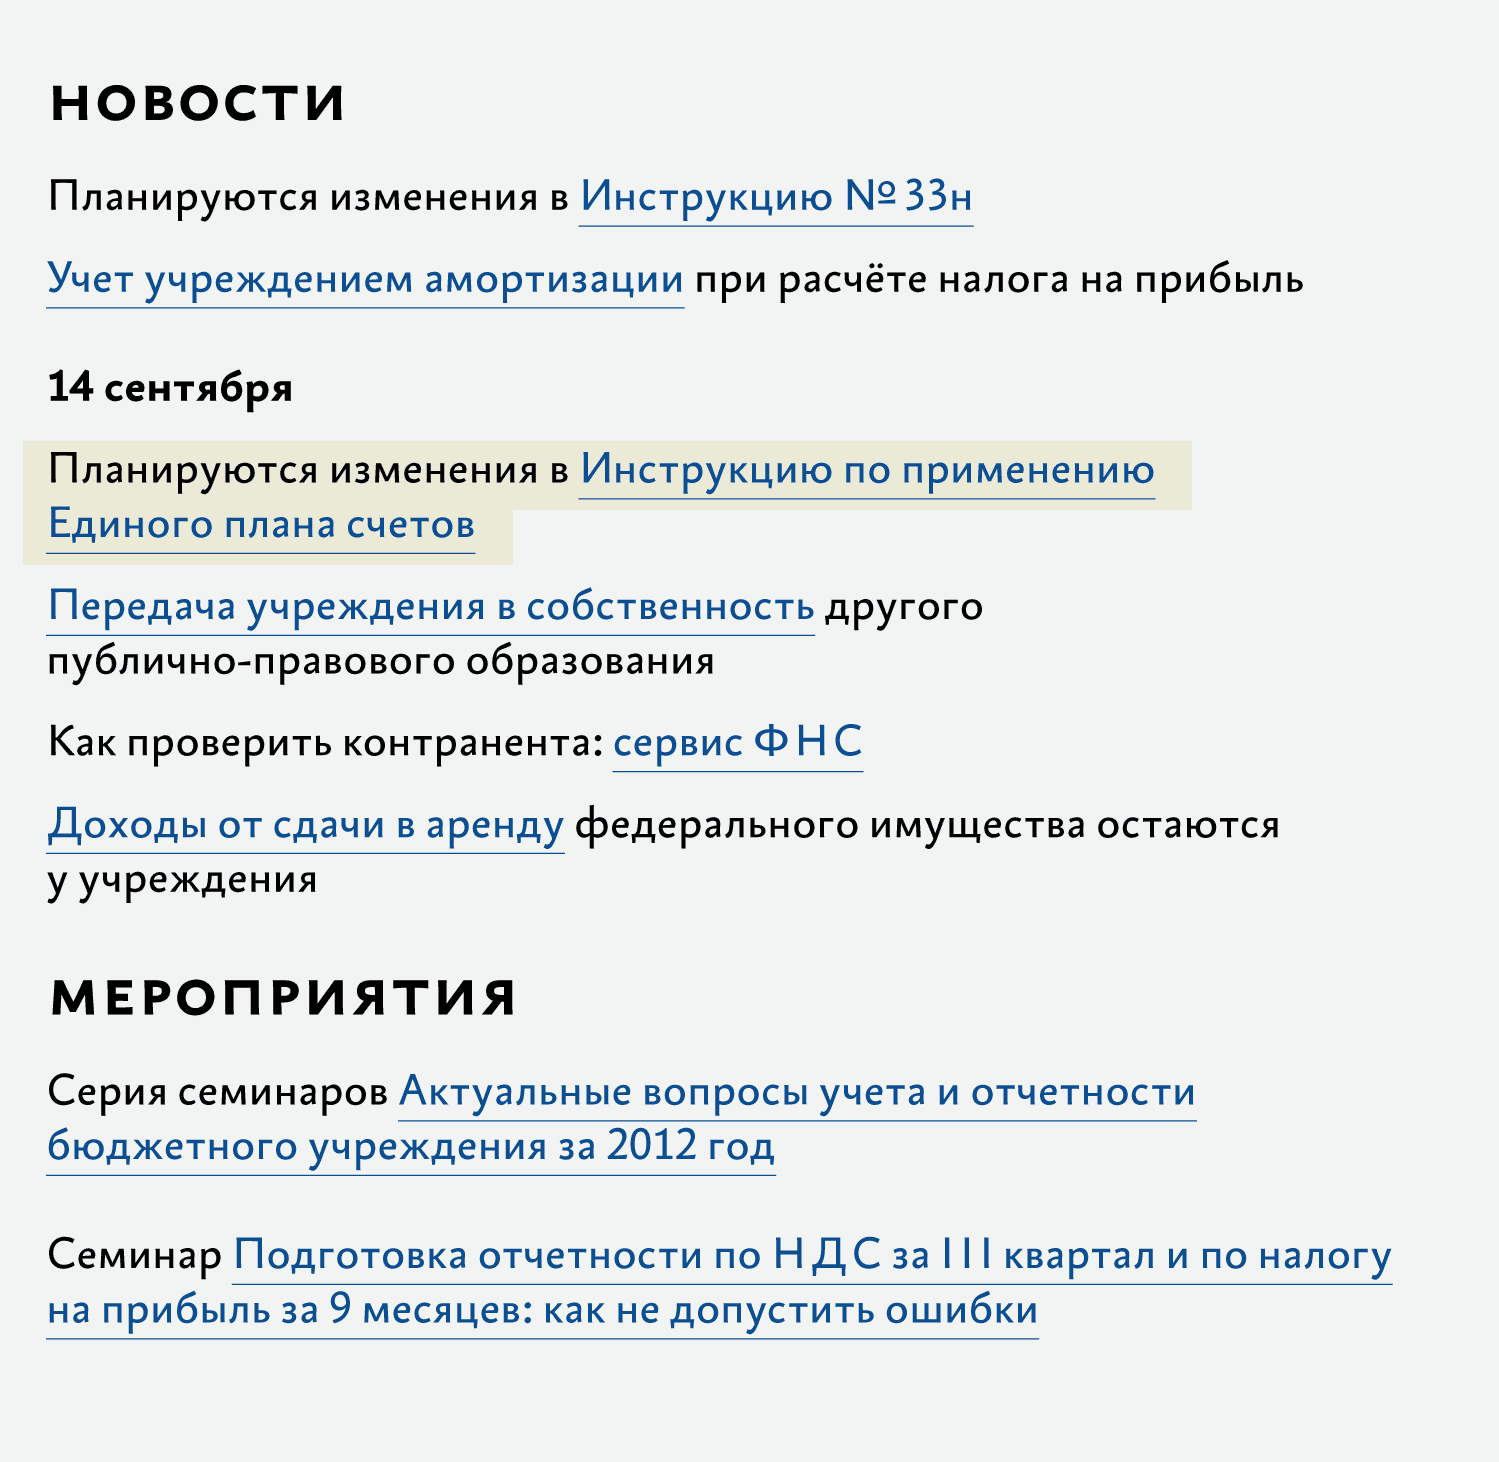 НОВОСТИ
Планируются изменения в Инструкцию № 33н
Учет учреждением амортизации при расчёте налога на прибыль
14 сентября
Планируются изменения в Инструкцию по применению
Единого плана счетов
Передача учреждения в собственность другого
публично-правового образования
Как проверить контранента: сервис ФНС
Доходы от сдачи в аренду федерального имущества остаются
у учреждения
МЕРОПРИЯТИЯ
Серия семинаров Актуальные вопросы учета и отчетности
бюджетного учреждения за 2012 год
Семинар Подготовка отчетности по НДС за III квартал и по налогу
на прибыль за 9 месяцев: как не допустить ошибки